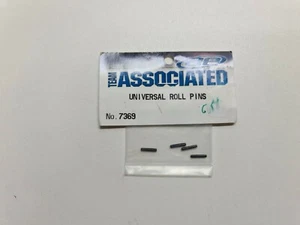 TEAM
ASSOCIATED
UNIVERSAL ROLL PINS
No. 7369